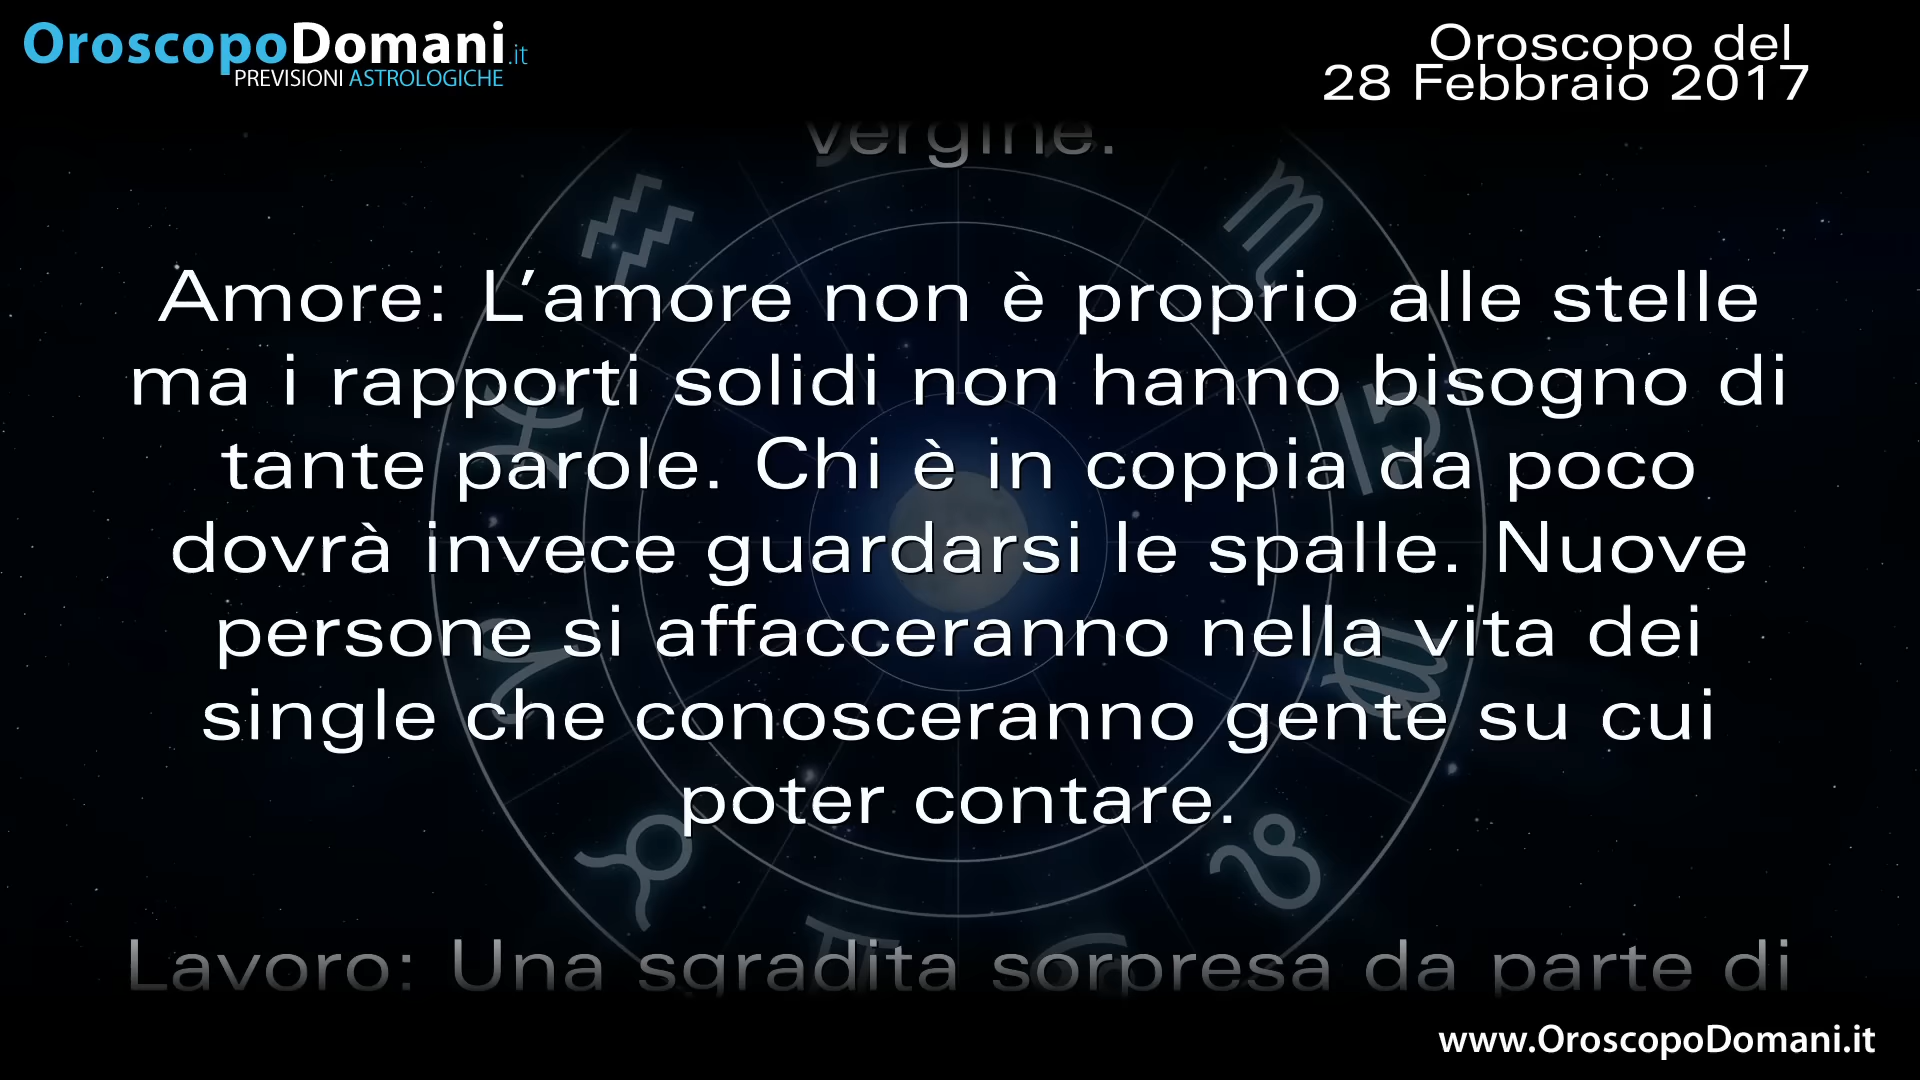 OroscopoDomani.it
PREVISIONI ASTROLOGICHE
Oroscopo del
28 Febbraio 2017
vergine.
Amore: L’amore non è proprio alle stelle
ma i rapporti solidi non hanno bisogno di
tante parole. Chi è in coppia da poco
dovrà invece guardarsi le spalle. Nuove
persone si affacceranno nella vita dei
single che conosceranno gente su cui
poter contare.
Lavoro: Una sgradita sorpresa da parte di
www.OroscopoDomani.it